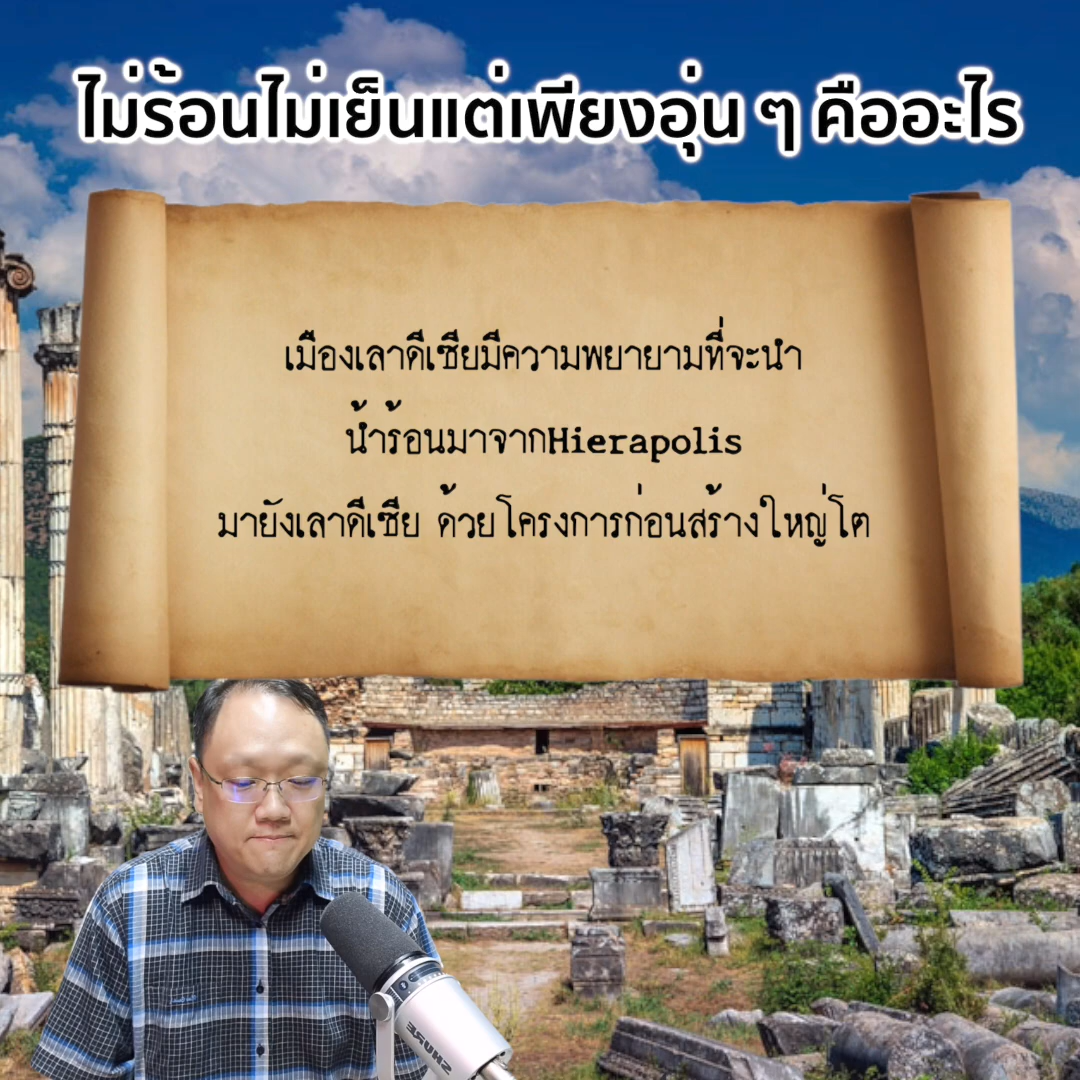 ไม่ร้อนไม่เย็นแต่เพียงอุ่น ๆ คืออะไร
เมืองเลาดีเซียมีความพยายามที่จะนำ
น้ำร้อนมาจากHierapolis
มายังเลาดีเซีย ด้วยโครงการก่อนสร้างใหญ่โต
SHURE